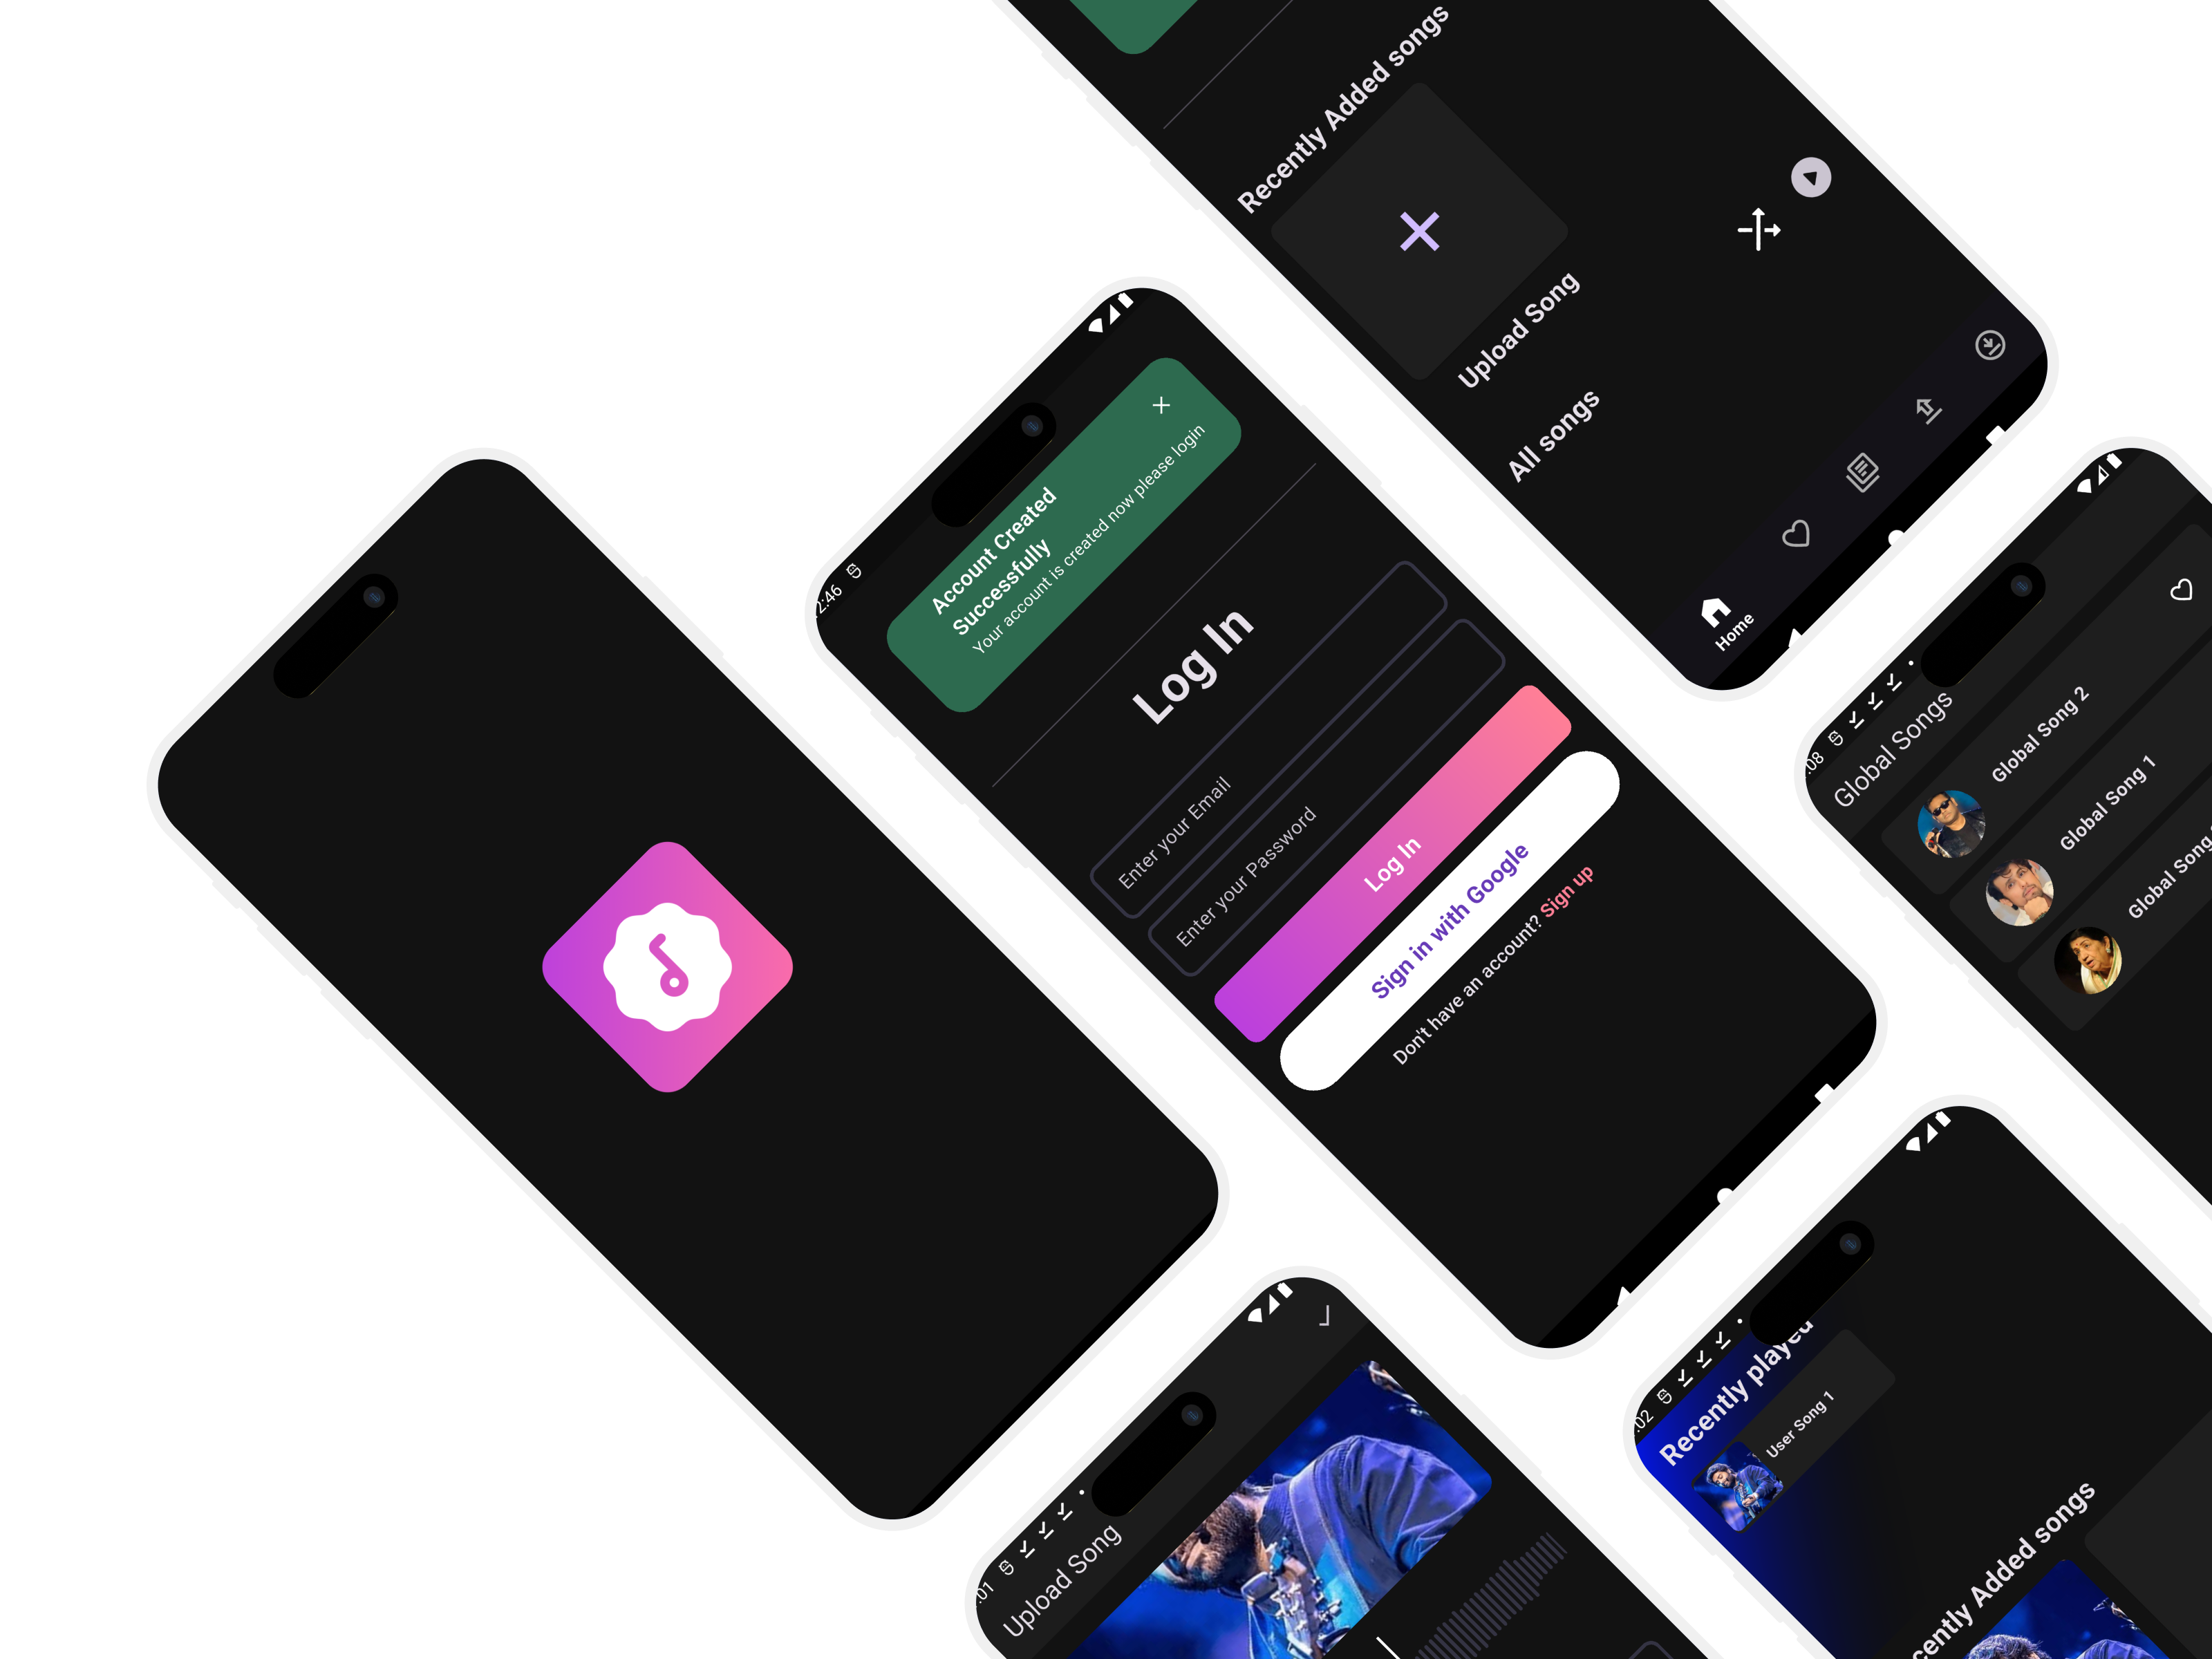 Recently Added songs
Upload Song
All songs
Home
2:46
Account Created
Successfully
Your account is created now please login
Log In
Enter your Email
Enter your Password
Log In
Sign in with Google
Don't have an account? Sign up
:08
Global Songs
Global Song 2
Global Song 1
Global Song
:01
Upload Song
:02
Recently played
User Song 1
cently Added songs